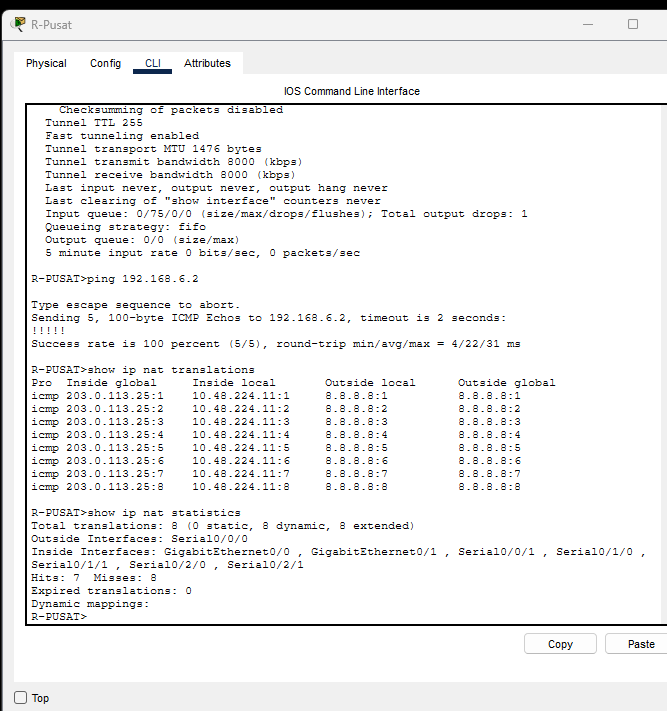 R-Pusat
Physical Config CLI Attributes
IOS Command Line Interface
Checksumming of packets disabled
Tunnel TTL 255
Fast tunneling enabled
Tunnel transport MTU 1476 bytes
Tunnel transmit bandwidth 8000 (kbps)
Tunnel receive bandwidth 8000 (kbps)
Last input never, output never, output hang never
Last clearing of "show interface" counters never
Input queue: 0/75/0/0 (size/max/drops/flushes); Total output drops: 1
Queueing strategy: fifo
Output queue: 0/0 (size/max)
5 minute input rate 0 bits/sec, 0 packets/sec
R-PUSAT>ping 192.168.6.2
Type escape sequence to abort.
Sending 5, 100-byte ICMP Echos to 192.168.6.2, timeout is 2 seconds:
!!!!!
Success rate is 100 percent (5/5), round-trip min/avg/max = 4/22/31 ms
R-PUSAT>show ip nat translations
Pro Inside global Inside local Outside local Outside global
icmp 203.0.113.25:1 10.48.224.11:1 8.8.8.8:1 8.8.8.8:1
icmp 203.0.113.25:2 10.48.224.11:2 8.8.8.8:2 8.8.8.8:2
icmp 203.0.113.25:3 10.48.224.11:3 8.8.8.8:3 8.8.8.8:3
icmp 203.0.113.25:4 10.48.224.11:4 8.8.8.8:4 8.8.8.8:4
icmp 203.0.113.25:5 10.48.224.11:5 8.8.8.8:5 8.8.8.8:5
icmp 203.0.113.25:6 10.48.224.11:6 8.8.8.8:6 8.8.8.8:6
icmp 203.0.113.25:7 10.48.224.11:7 8.8.8.8:7 8.8.8.8:7
icmp 203.0.113.25:8 10.48.224.11:8 8.8.8.8:8 8.8.8.8:8
R-PUSAT>show ip nat statistics
Total translations: 8 (0 static, 8 dynamic, 8 extended)
Outside Interfaces: Serial0/0/0
Inside Interfaces: GigabitEthernet0/0 , GigabitEthernet0/1 , Serial0/0/1 , Serial0/1/0 ,
Serial0/1/1 , Serial0/2/0 , Serial0/2/1
Hits: 7 Misses: 8
Expired translations: 0
Dynamic mappings:
R-PUSAT>
Copy Paste
Top